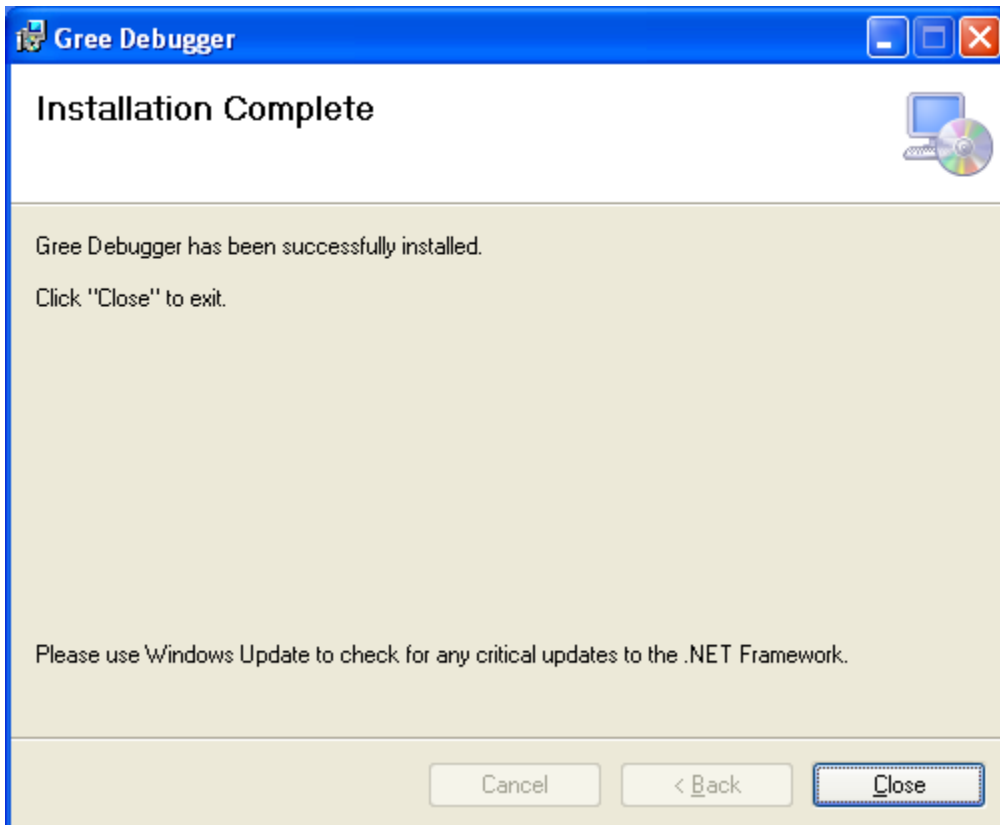 Gree Debugger
Installation Complete
Gree Debugger has been successfully installed.
Click "Close" to exit.
Please use Windows Update to check for any critical updates to the .NET Framework.
Cancel
< Back
Close